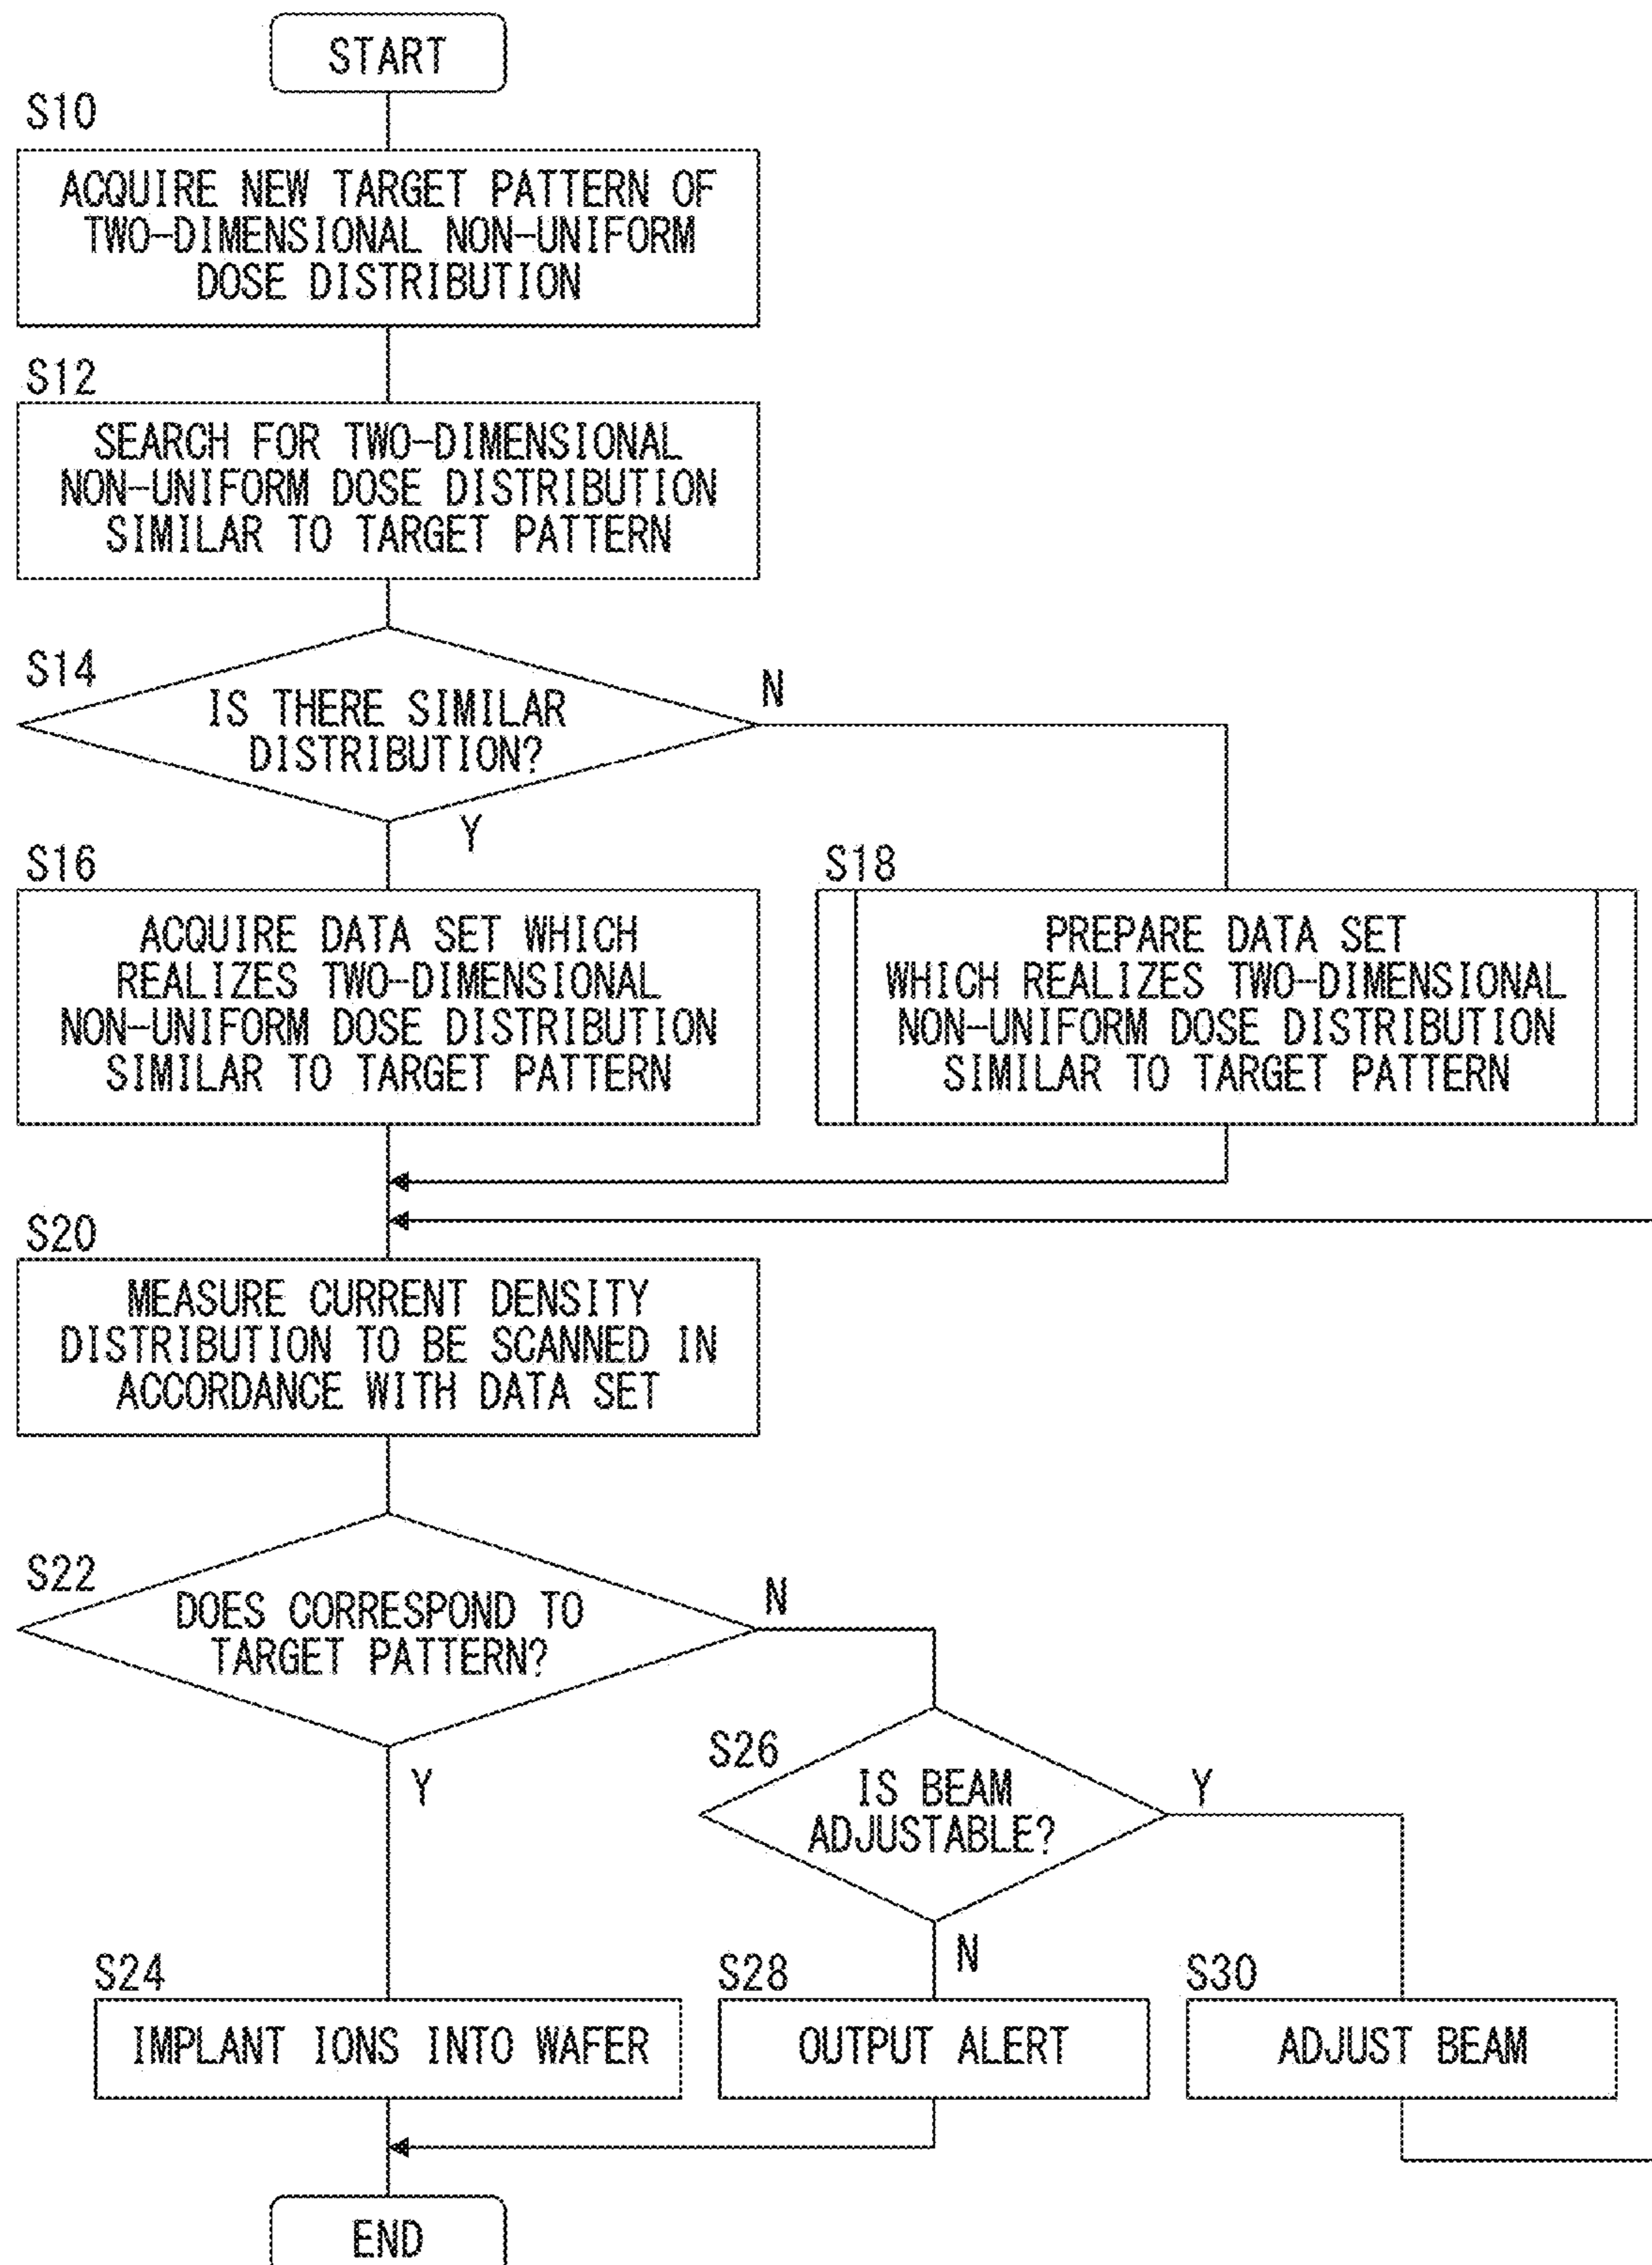 START
S10
ACQUIRE NEW TARGET PATTERN OF
TWO-DIMENSIONAL NON-UNIFORM
DOSE DISTRIBUTION
S12
SEARCH FOR TWO-DIMENSIONAL
NON-UNIFORM DOSE DISTRIBUTION
SIMILAR TO TARGET PATTERN
S14
IS THERE SIMILAR
DISTRIBUTION?
N
Y
S16
ACQUIRE DATA SET WHICH
REALIZES TWO-DIMENSIONAL
NON-UNIFORM DOSE DISTRIBUTION
SIMILAR TO TARGET PATTERN
S18
PREPARE DATA SET
WHICH REALIZES TWO-DIMENSIONAL
NON-UNIFORM DOSE DISTRIBUTION
SIMILAR TO TARGET PATTERN
S20
MEASURE CURRENT DENSITY
DISTRIBUTION TO BE SCANNED IN
ACCORDANCE WITH DATA SET
S22
DOES CORRESPOND TO
TARGET PATTERN?
N
Y
S26
IS BEAM
ADJUSTABLE?
Y
N
S24
IMPLANT IONS INTO WAFER
S28
OUTPUT ALERT
S30
ADJUST BEAM
END